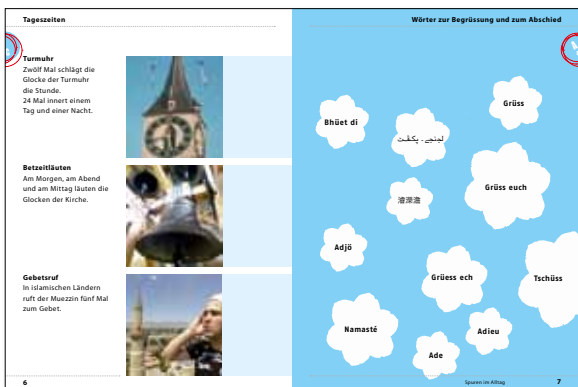 Tageszeiten
Turmuhr
Zwölf Mal schlägt die
Glocke der Turmuhr
die Stunde.
24 Mal innert einem
Tag und einer Nacht.
Betzeitläuten
Am Morgen, am Abend
und am Mittag läuten die
Glocken der Kirche.
Gebetsruf
In islamischen Ländern
ruft der Muezzin fünf Mal
zum Gebet.
6
Wörter zur Begrüssung und zum Abschied
Grüss
Bhüet di
Grüss euch
Adjö
Grüess ech
Tschüss
Namasté
Adieu
Ade
Spuren im Alltag
7